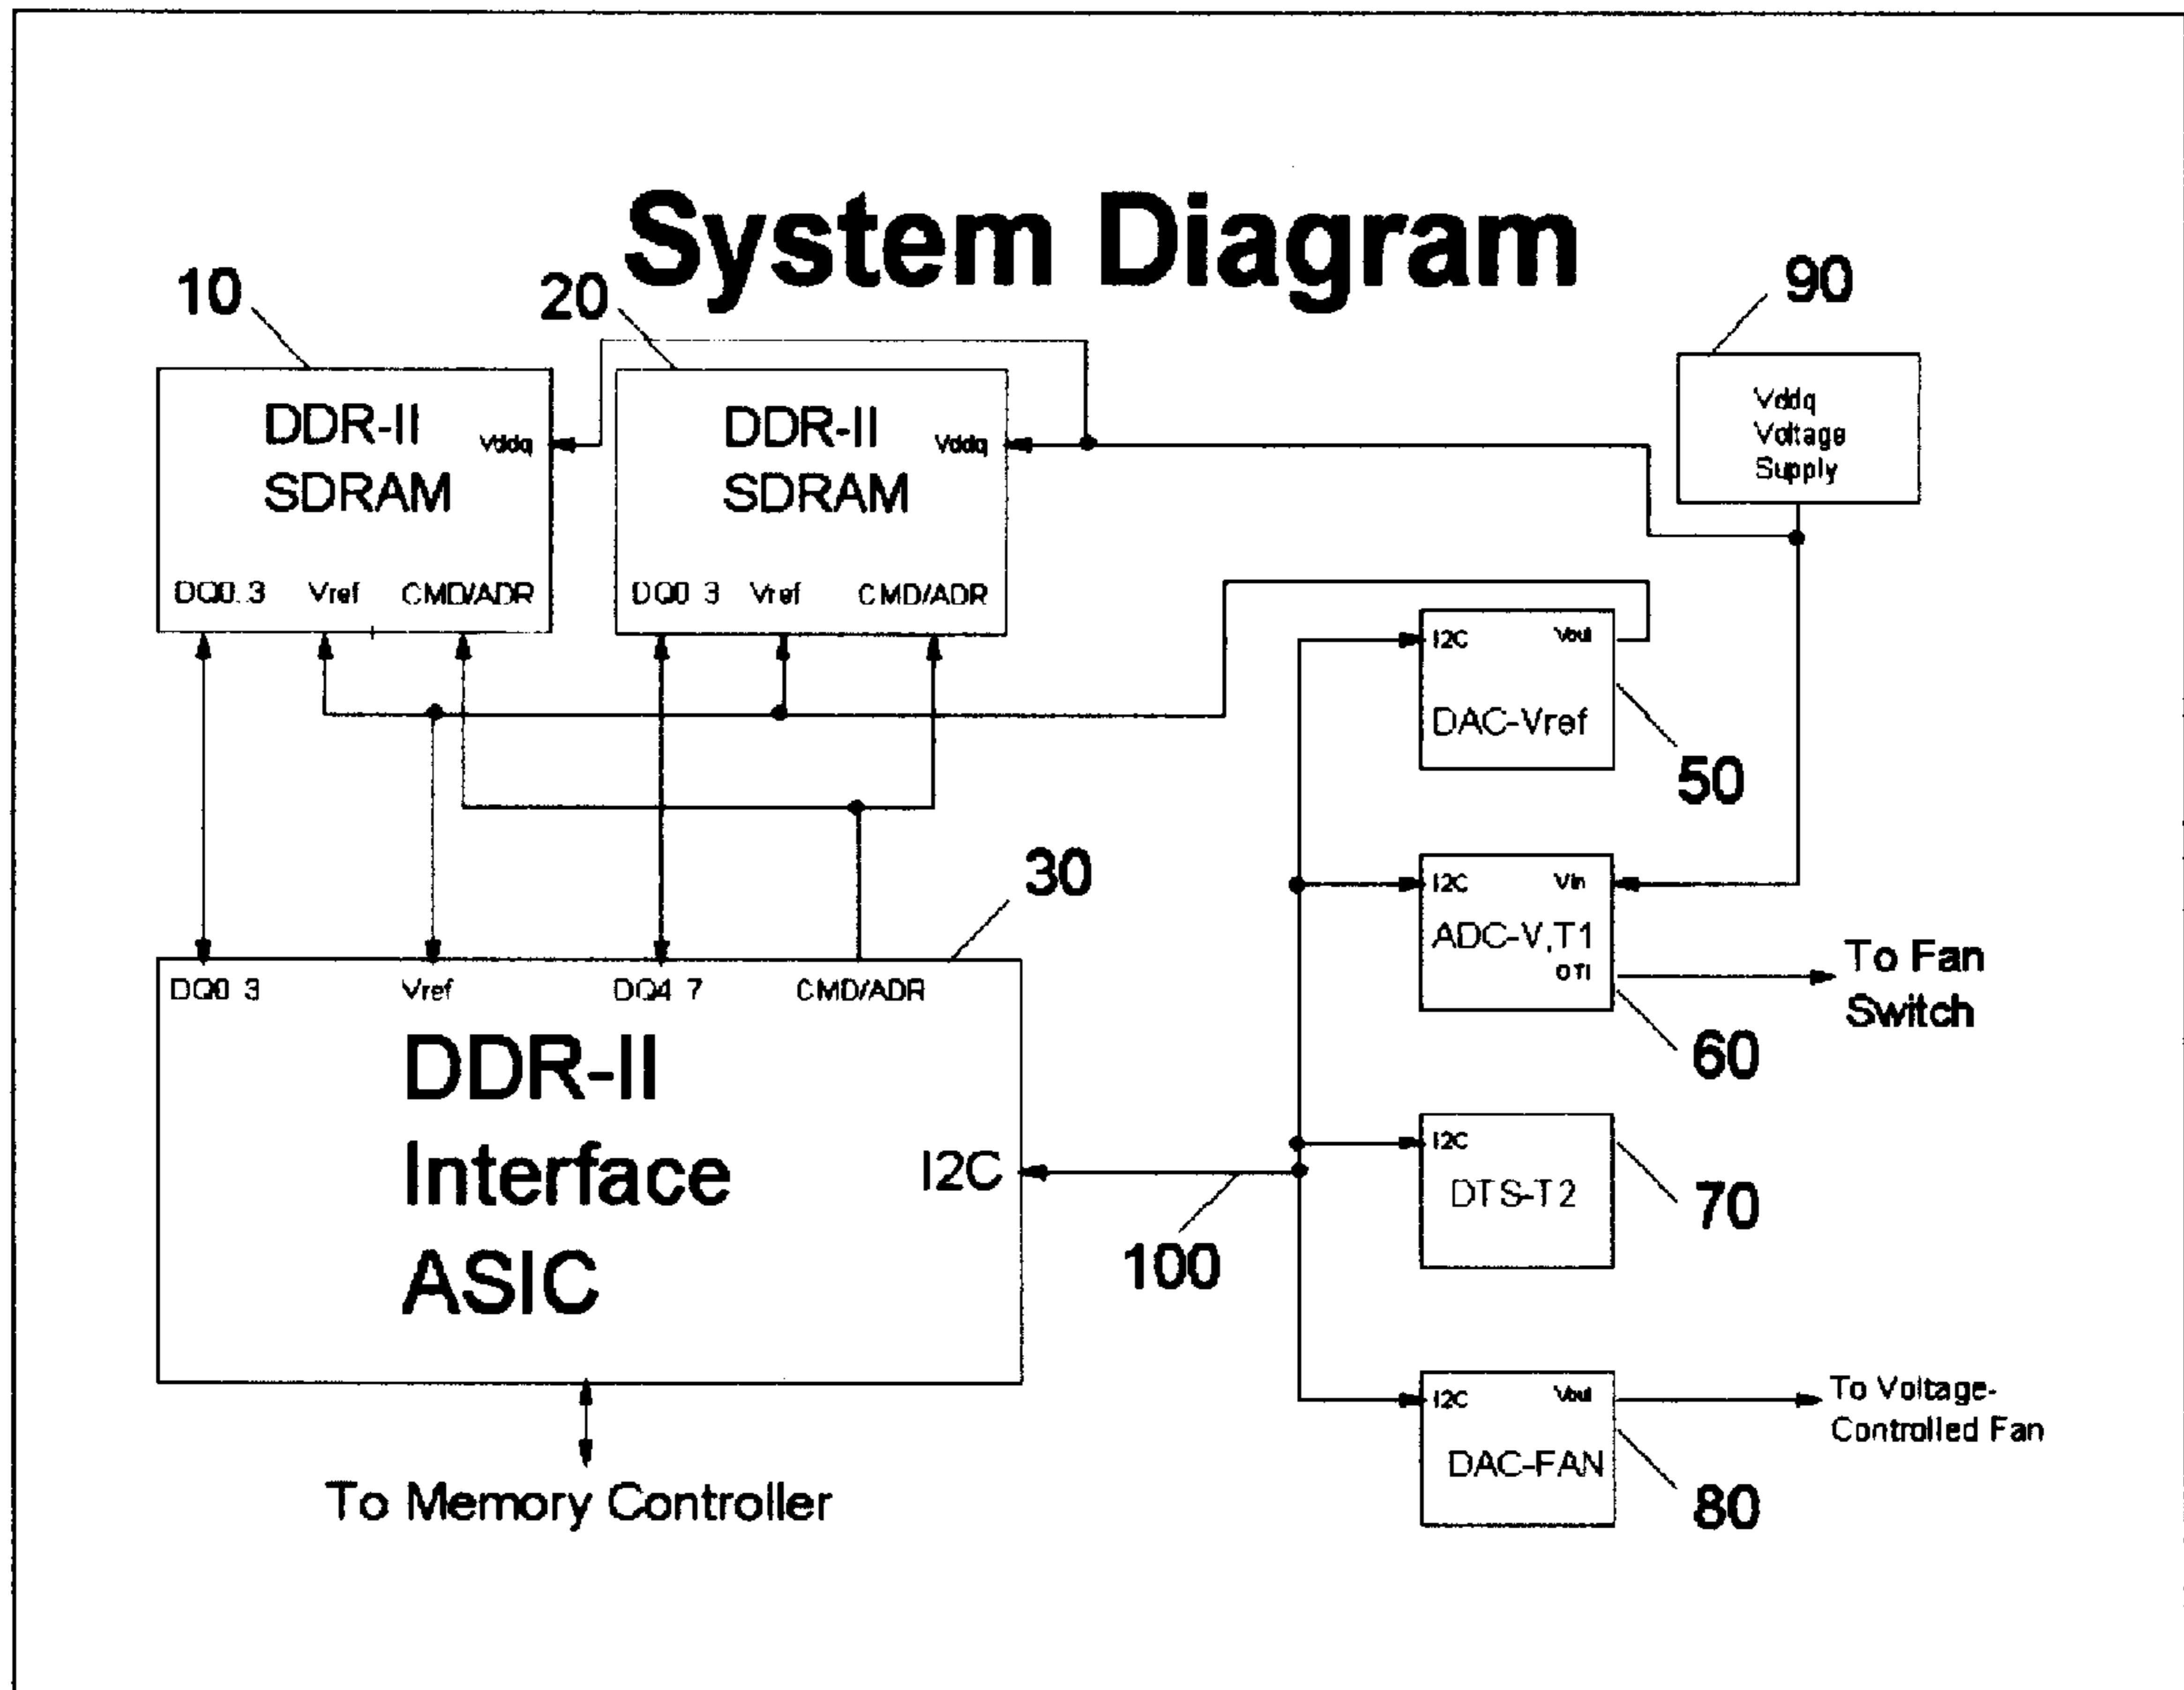 System Diagram
10
20
90
DDR-II
SDRAM
Vddq
DQ0..3 Vref CMD/ADR
DDR-II
SDRAM
Vddq
DQ0 3 Vref CMD/ADR
Vddq
Voltage
Supply
I2C Vout
DAC-Vref
50
I2C Vin
ADC-V,T1
OTI
60
To Fan
Switch
30
DQ0 3 Vref DQ4 7 CMD/ADR
DDR-II
Interface
ASIC
I2C
100
I2C
DTS-T2
70
I2C Vout
DAC-FAN
80
To Voltage-
Controlled Fan
To Memory Controller